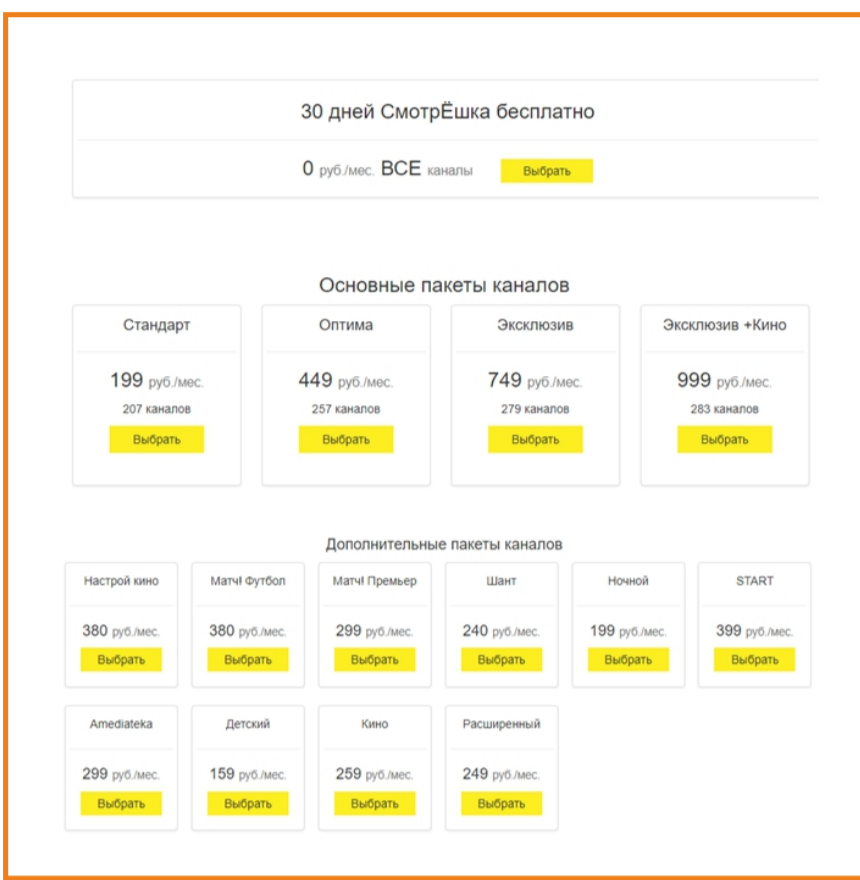 30 дней СмотрЁшка бесплатно
0 руб./мес. ВСЕ каналы Выбрать
Основные пакеты каналов
Стандарт Оптима Эксклюзив Эксклюзив +Кино
199 руб./мес. 449 руб./мес. 749 руб./мес. 999 руб./мес.
207 каналов 257 каналов 279 каналов 283 каналов
Выбрать Выбрать Выбрать Выбрать
Дополнительные пакеты каналов
Настрой кино Матч! Футбол Матч! Премьер Шант Ночной START
380 руб./мес. 380 руб./мес. 299 руб./мес. 240 руб./мес. 199 руб./мес. 399 руб./мес.
Выбрать Выбрать Выбрать Выбрать Выбрать Выбрать
Amediateka Детский Кино Расширенный
299 руб./мес. 159 руб./мес. 259 руб./мес. 249 руб./мес.
Выбрать Выбрать Выбрать Выбрать